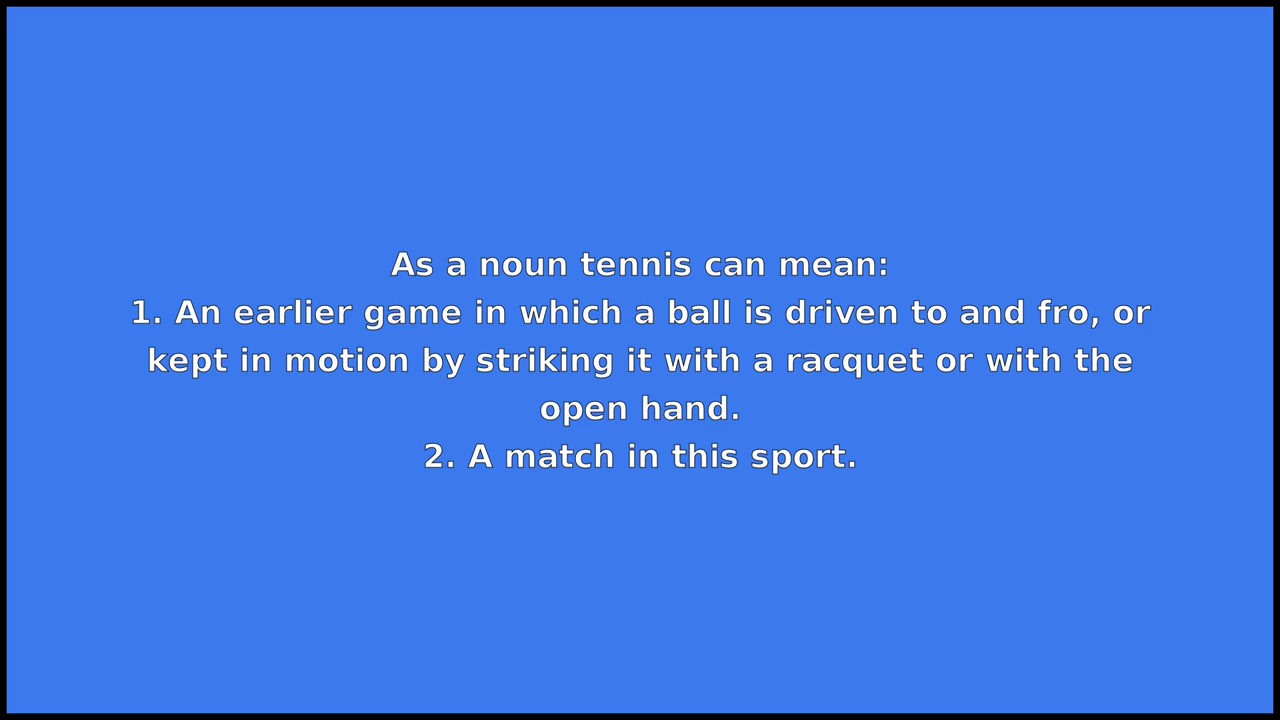 As a noun tennis can mean:
1. An earlier game in which a ball is driven to and fro, or
kept in motion by striking it with a racquet or with the
open hand.
2. A match in this sport.